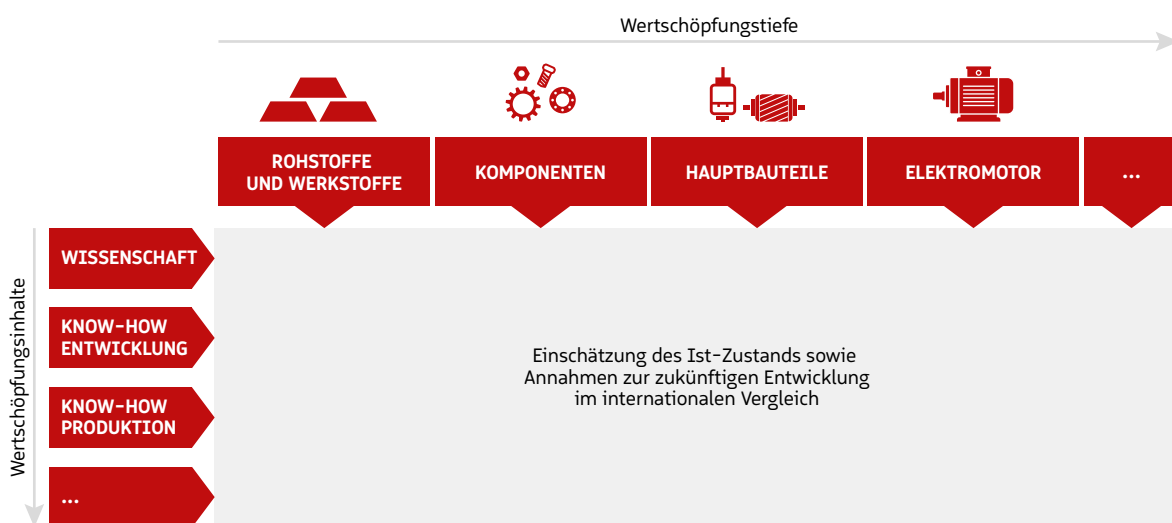 Wertschöpfungstiefe
ROHSTOFFE
UND WERKSTOFFE
KOMPONENTEN
HAUPTBAUTEILE
ELEKTROMOTOR
...
Wertschöpfungsinhalte
WISSENSCHAFT
KNOW-HOW
ENTWICKLUNG
KNOW-HOW
PRODUKTION
...
Einschätzung des Ist-Zustands sowie
Annahmen zur zukünftigen Entwicklung
im internationalen Vergleich